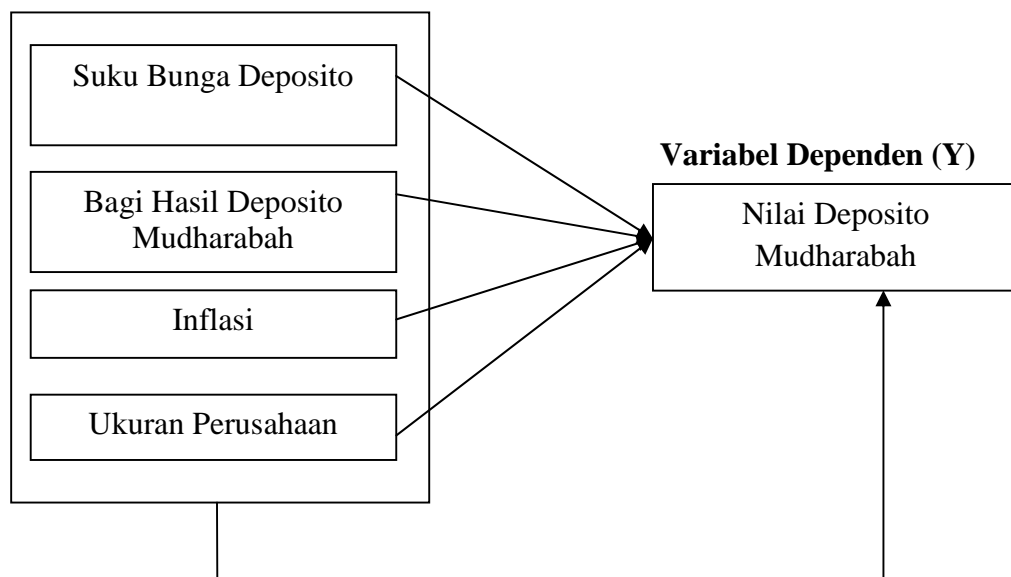 Suku Bunga Deposito
Bagi Hasil Deposito
Mudharabah
Inflasi
Ukuran Perusahaan
Variabel Dependen (Y)
Nilai Deposito
Mudharabah